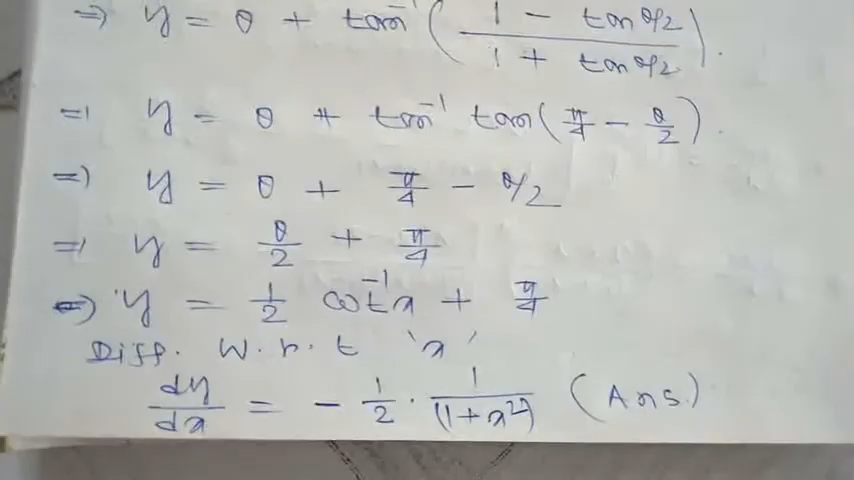 ⇒ y = θ + tan⁻¹ ( (1 - tan θ/2) / (1 + tan θ/2) ).
⇒ y = θ + tan⁻¹ tan( π/4 - θ/2 ).
⇒ y = θ + π/4 - θ/2
⇒ y = θ/2 + π/4
⇒ y = 1/2 cot⁻¹x + π/4
Diff. w.r.t 'x'
dy/dx = - 1/2 . 1/(1+x²) (Ans.)